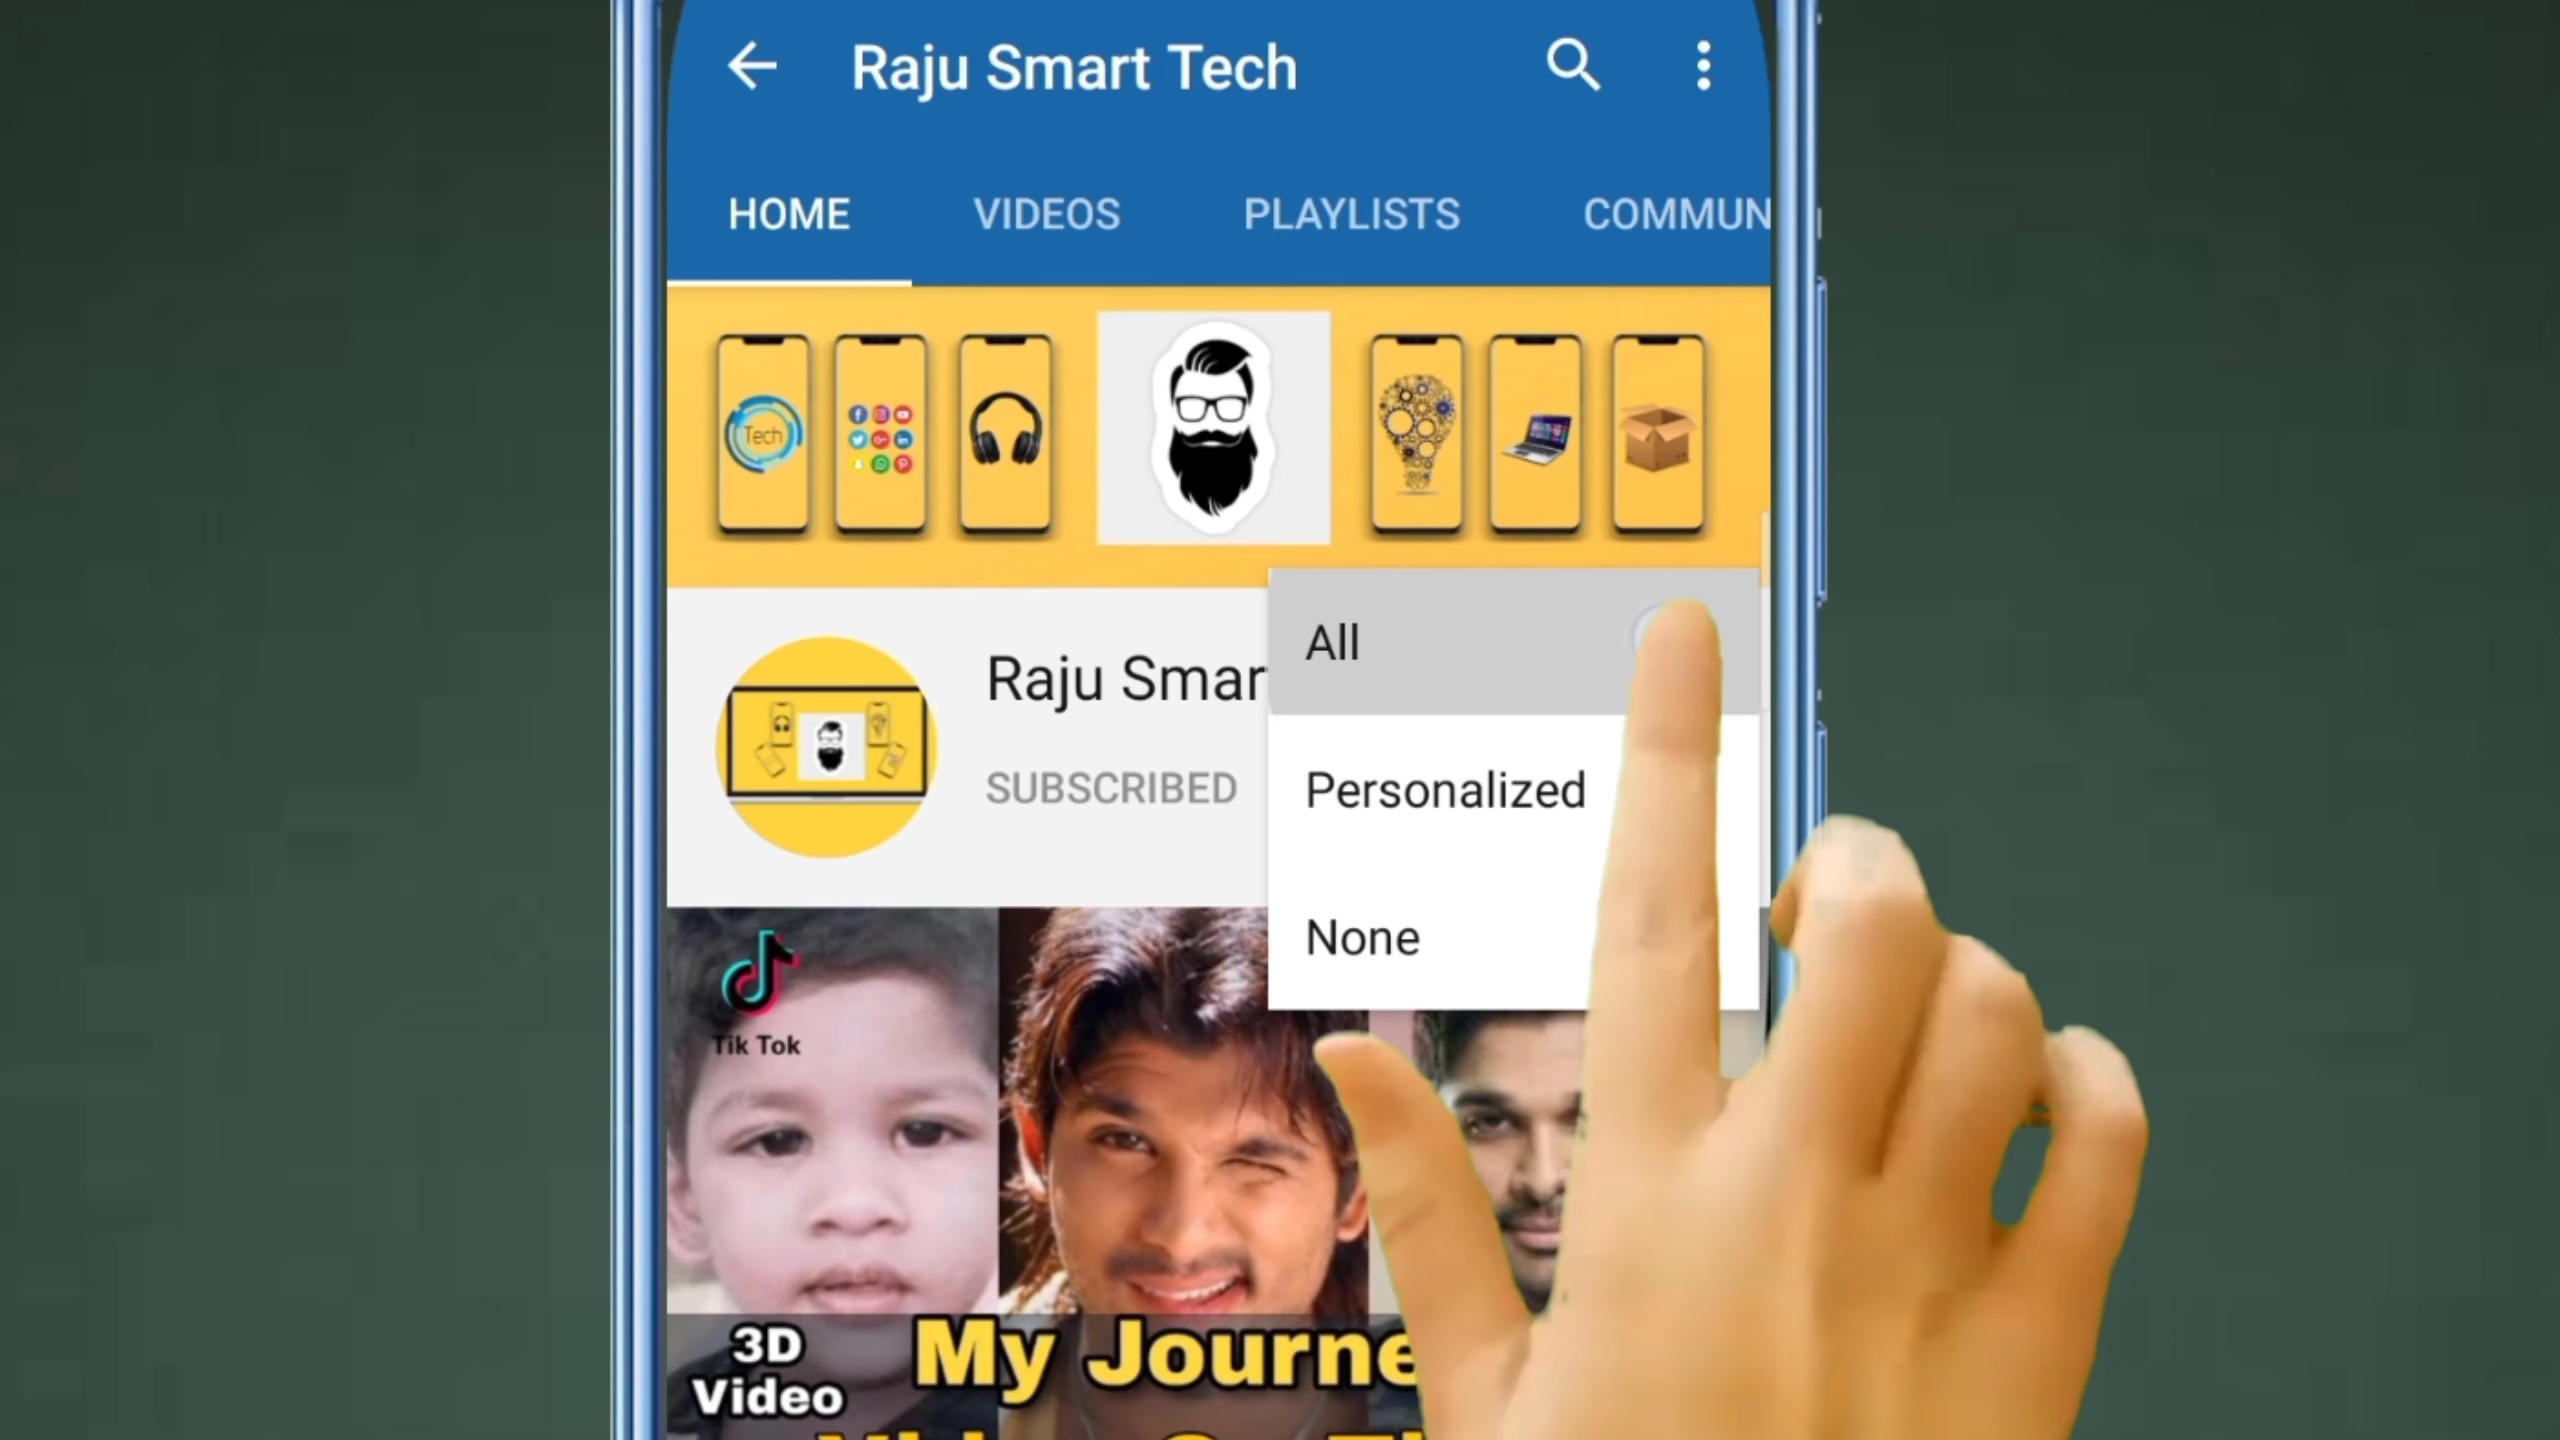 Raju Smart Tech
HOME VIDEOS PLAYLISTS COMMUN
Tech
All
Raju Smar
Personalized
SUBSCRIBED
None
Tik Tok
3D
Video
My Journe